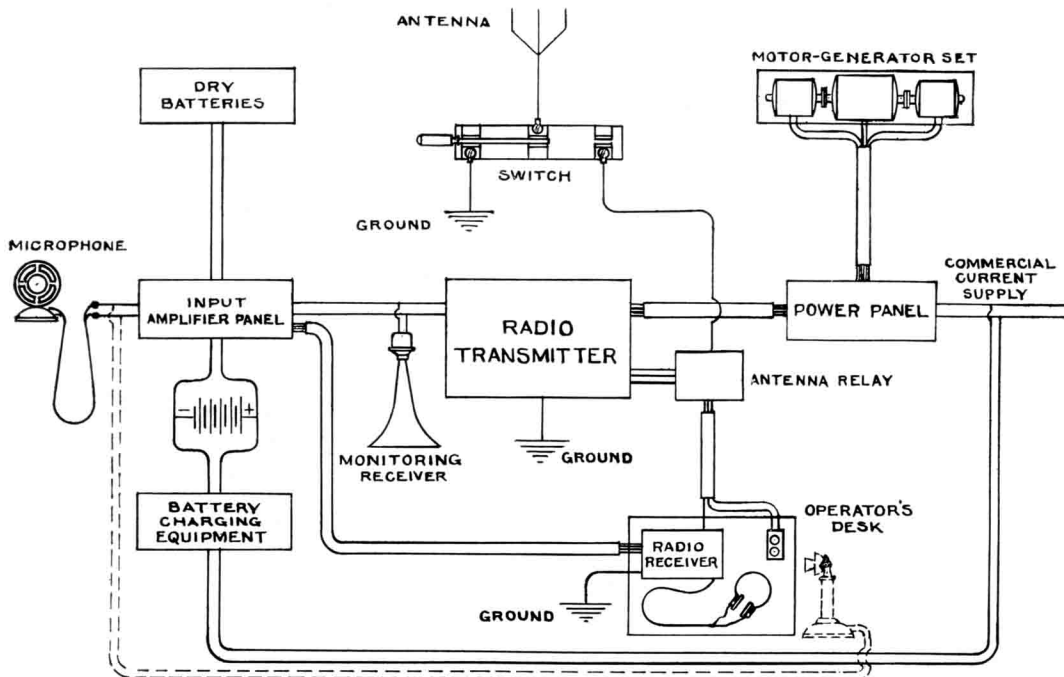 ANTENNA
MOTOR-GENERATOR SET
DRY
BATTERIES
SWITCH
GROUND
MICROPHONE
COMMERCIAL
CURRENT
SUPPLY
INPUT
AMPLIFIER PANEL
RADIO
TRANSMITTER
POWER PANEL
ANTENNA RELAY
- +
MONITORING
RECEIVER
GROUND
BATTERY
CHARGING
EQUIPMENT
OPERATOR'S
DESK
RADIO
RECEIVER
GROUND